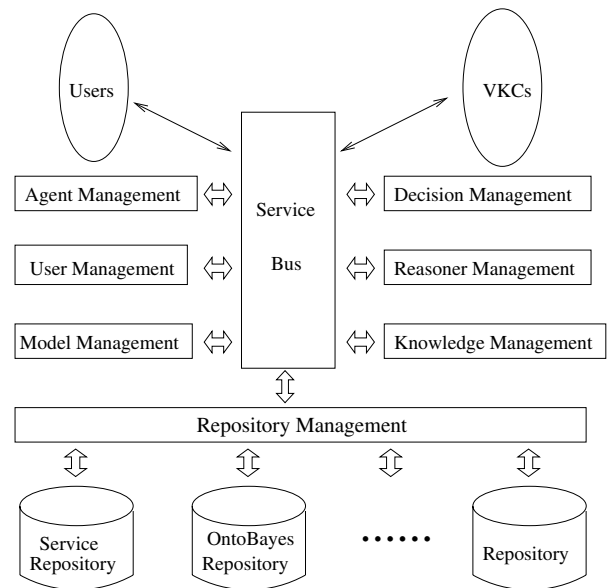 Users
VKCs
Agent Management
Service
Decision Management
User Management
Bus
Reasoner Management
Model Management
Knowledge Management
Repository Management
Service
Repository
OntoBayes
Repository
......
Repository